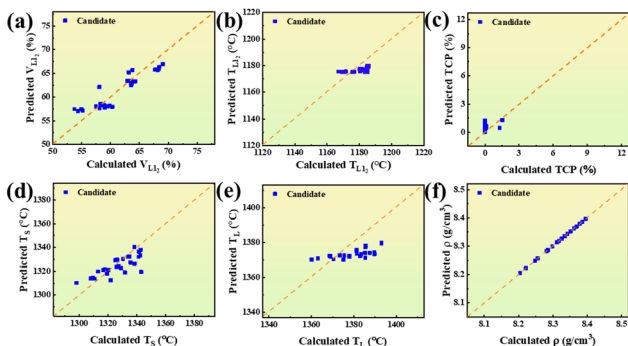 (a)
Candidate
Predicted V_L1₂ (%)
75
70
65
60
55
50
50 55 60 65 70 75
Calculated V_L1₂ (%)
(b)
Candidate
Predicted T_L1₂ (°C)
1220
1200
1180
1160
1140
1120
1120 1140 1160 1180 1200 1220
Calculated T_L1₂ (°C)
(c)
Candidate
Predicted TCP (%)
12
9
6
3
0
0 3 6 9 12
Calculated TCP (%)
(d)
Candidate
Predicted T_S (°C)
1380
1360
1340
1320
1300
1300 1320 1340 1360 1380
Calculated T_S (°C)
(e)
Candidate
Predicted T_L (°C)
1420
1400
1380
1360
1340
1340 1360 1380 1400 1420
Calculated T_L (°C)
(f)
Candidate
Predicted ρ (g/cm³)
8.5
8.4
8.3
8.2
8.1
8.1 8.2 8.3 8.4 8.5
Calculated ρ (g/cm³)